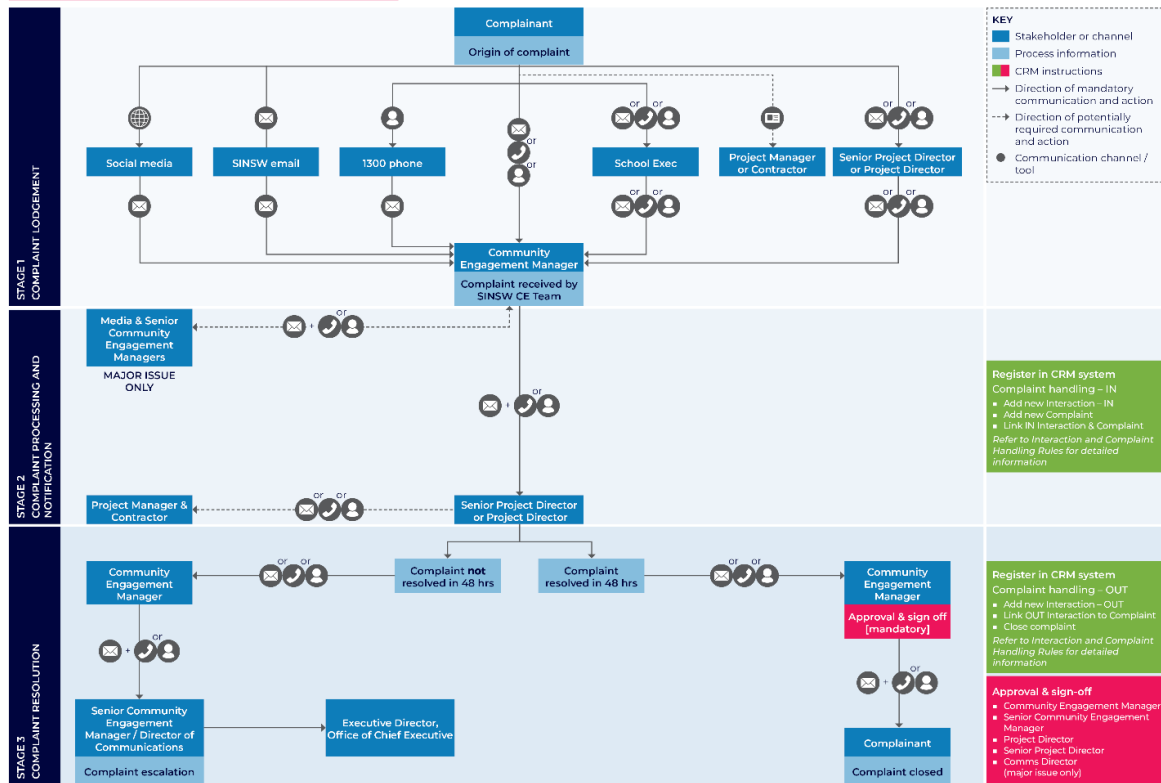 Complainant
Origin of complaint
or or
or or
or
or
Social media
SINSW email
1300 phone
School Exec
Project Manager
or Contractor
Senior Project Director
or Project Director
or or
or or
Community
Engagement Manager
Complaint received by
SINSW CE Team
STAGE 1
COMPLAINT LODGEMENT
KEY
Stakeholder or channel
Process information
CRM instructions
Direction of mandatory
communication and action
Direction of potentially
required communication
and action
Communication channel /
tool
STAGE 2
COMPLAINT PROCESSING AND
NOTIFICATION
Media & Senior
Community
Engagement
Managers
MAJOR ISSUE
ONLY
+
or
+
or
Project Manager &
Contractor
or or
Senior Project Director
or Project Director
Register in CRM system
Complaint handling – IN
▪ Add new Interaction – IN
▪ Add new Complaint
▪ Link IN Interaction & Complaint
Refer to Interaction and Complaint
Handling Rules for detailed
information
STAGE 3
COMPLAINT RESOLUTION
Community
Engagement
Manager
or or
Complaint not
resolved in 48 hrs
Complaint
resolved in 48 hrs
or or
Community
Engagement
Manager
Approval & sign off
[mandatory]
+
or
+
or
Senior Community
Engagement
Manager / Director of
Communications
Complaint escalation
Executive Director,
Office of Chief Executive
Complainant
Complaint closed
Register in CRM system
Complaint handling – OUT
▪ Add new Interaction – OUT
▪ Link OUT Interaction to Complaint
▪ Close complaint
Refer to Interaction and Complaint
Handling Rules for detailed
information
Approval & sign-off
▪ Community Engagement Manager
▪ Senior Community Engagement
Manager
▪ Project Director
▪ Senior Project Director
▪ Comms Director
(major issue only)